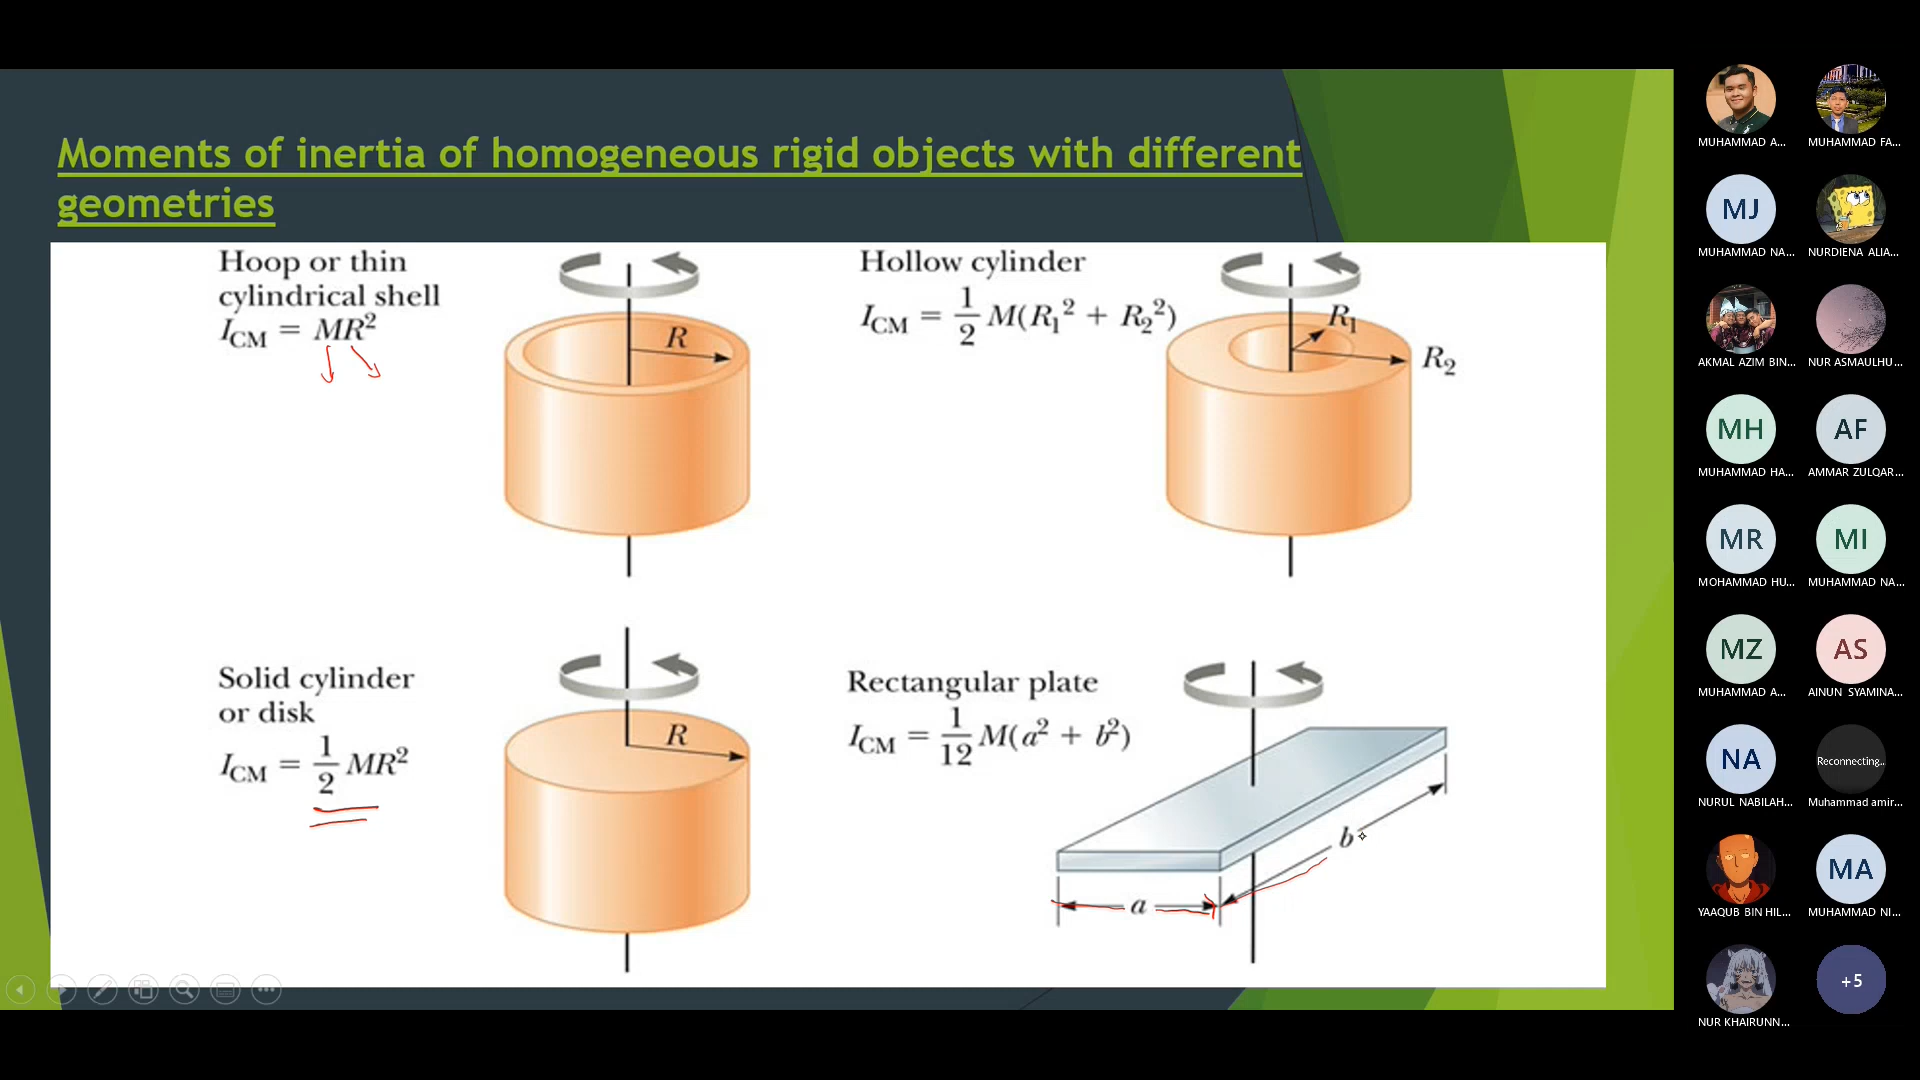 Moments of inertia of homogeneous rigid objects with different
geometries
Hoop or thin
cylindrical shell
I_CM = MR²
R
Hollow cylinder
I_CM = 1/2 M(R₁² + R₂²)
R₁
R₂
Solid cylinder
or disk
I_CM = 1/2 MR²
R
Rectangular plate
I_CM = 1/12 M(a² + b²)
b
a
MUHAMMAD A...
MUHAMMAD FA...
MJ
MUHAMMAD NA...
NURDIENA ALIA...
AKMAL AZIM BIN...
NUR ASMAULHU...
MH
MUHAMMAD HA...
AF
AMMAR ZULQAR...
MR
MOHAMMAD HU...
MI
MUHAMMAD NA...
MZ
MUHAMMAD A...
AS
AINUN SYAMINA...
NA
NURUL NABILAH...
Reconnecting...
Muhammad amir...
YAAQUB BIN HIL...
MA
MUHAMMAD NI...
NUR KHAIRUNN...
+5